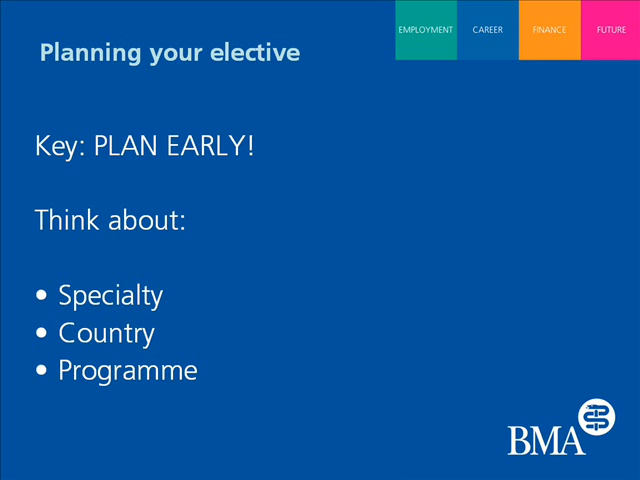 EMPLOYMENT CAREER FINANCE FUTURE
Planning your elective
Key: PLAN EARLY!
Think about:
• Specialty
• Country
• Programme
BMA